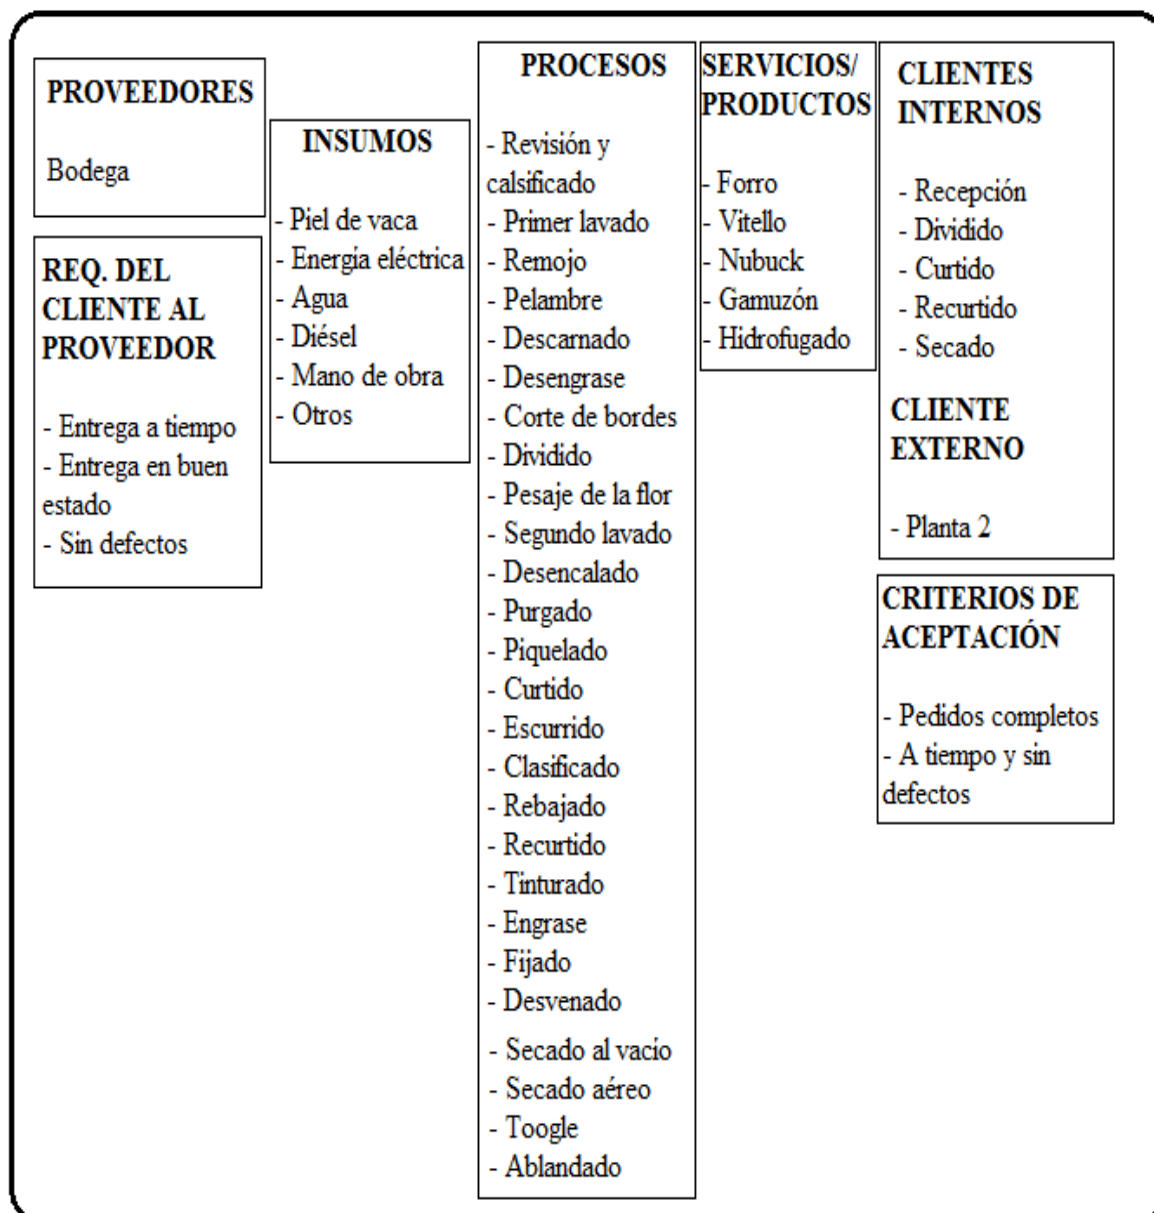 PROVEEDORES
Bodega
REQ. DEL
CLIENTE AL
PROVEEDOR
- Entrega a tiempo
- Entrega en buen
estado
- Sin defectos
INSUMOS
- Piel de vaca
- Energía eléctrica
- Agua
- Diésel
- Mano de obra
- Otros
PROCESOS
- Revisión y
calsificado
- Primer lavado
- Remojo
- Pelambre
- Descarnado
- Desengrase
- Corte de bordes
- Dividido
- Pesaje de la flor
- Segundo lavado
- Desencalado
- Purgado
- Piquelado
- Curtido
- Escurrido
- Clasificado
- Rebajado
- Recurtido
- Tinturado
- Engrase
- Fijado
- Desvenado
- Secado al vacío
- Secado aéreo
- Toogle
- Ablandado
SERVICIOS/
PRODUCTOS
- Forro
- Vitello
- Nubuck
- Gamuzón
- Hidrofugado
CLIENTES
INTERNOS
- Recepción
- Dividido
- Curtido
- Recurtido
- Secado
CLIENTE
EXTERNO
- Planta 2
CRITERIOS DE
ACEPTACIÓN
- Pedidos completos
- A tiempo y sin
defectos